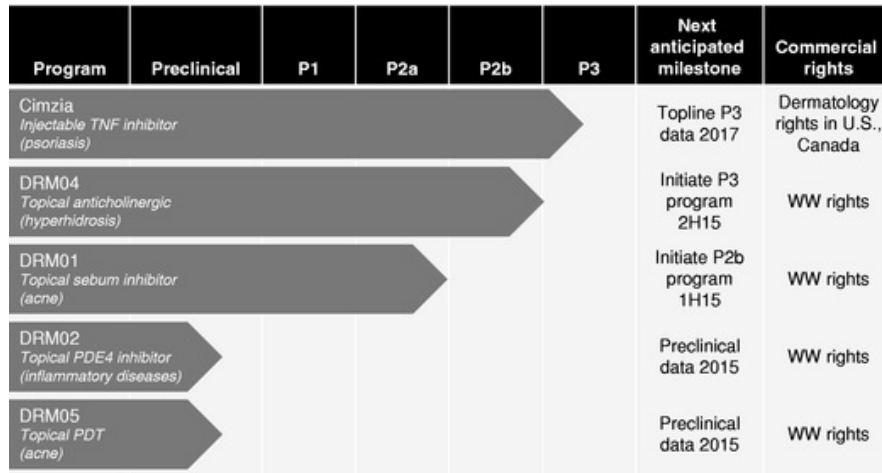 Program Preclinical P1 P2a P2b P3 Next anticipated milestone Commercial rights
Cimzia
Injectable TNF inhibitor
(psoriasis)
Topline P3
data 2017
Dermatology
rights in U.S.,
Canada
DRM04
Topical anticholinergic
(hyperhidrosis)
Initiate P3
program
2H15
WW rights
DRM01
Topical sebum inhibitor
(acne)
Initiate P2b
program
1H15
WW rights
DRM02
Topical PDE4 inhibitor
(inflammatory diseases)
Preclinical
data 2015
WW rights
DRM05
Topical PDT
(acne)
Preclinical
data 2015
WW rights